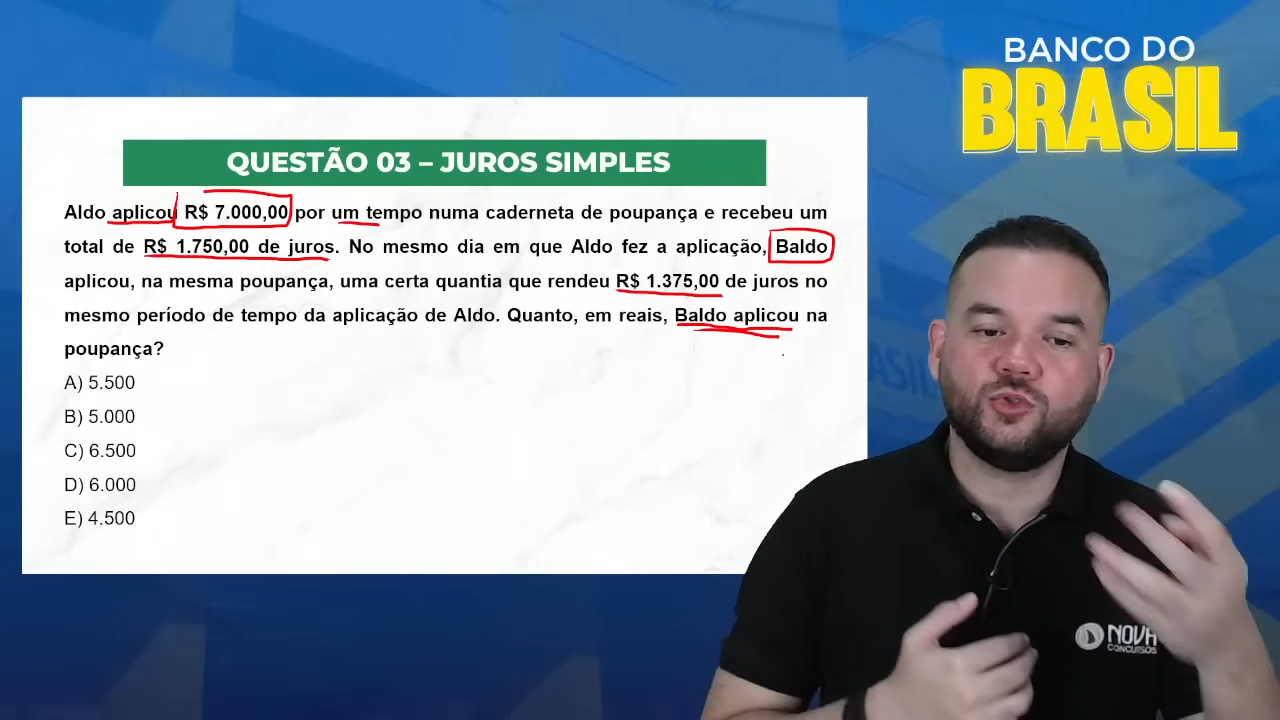 BANCO DO
BRASIL
QUESTÃO 03 – JUROS SIMPLES
Aldo aplicou R$ 7.000,00 por um tempo numa caderneta de poupança e recebeu um
total de R$ 1.750,00 de juros. No mesmo dia em que Aldo fez a aplicação, Baldo
aplicou, na mesma poupança, uma certa quantia que rendeu R$ 1.375,00 de juros no
mesmo período de tempo da aplicação de Aldo. Quanto, em reais, Baldo aplicou na
poupança?
A) 5.500
B) 5.000
C) 6.500
D) 6.000
E) 4.500
NOVA
CONCURSOS